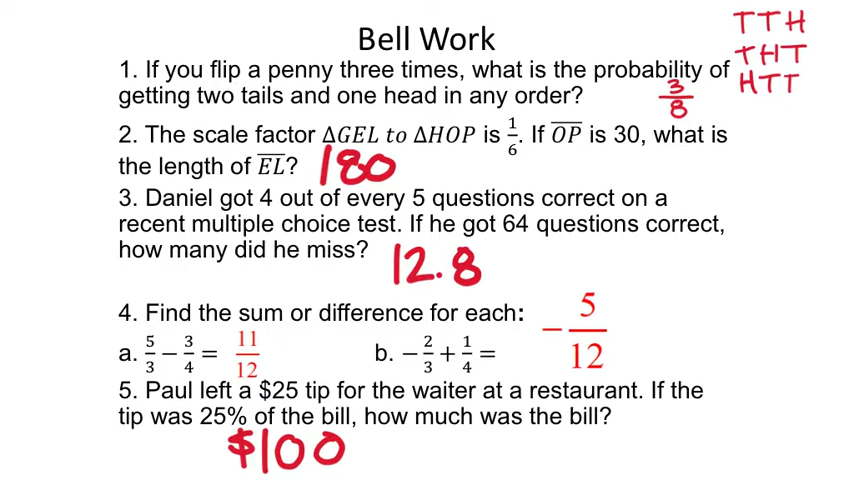 Bell Work
TTH
THT
HTT
1. If you flip a penny three times, what is the probability of
getting two tails and one head in any order? 3/8
2. The scale factor ΔGEL to ΔHOP is 1/6. If O͞P͞ is 30, what is
the length of E͞L͞? 180
3. Daniel got 4 out of every 5 questions correct on a
recent multiple choice test. If he got 64 questions correct,
how many did he miss? 12.8
4. Find the sum or difference for each:
a. 5/3 − 3/4 = 11/12 b. −2/3 + 1/4 = −5/12
5. Paul left a $25 tip for the waiter at a restaurant. If the
tip was 25% of the bill, how much was the bill?
$100